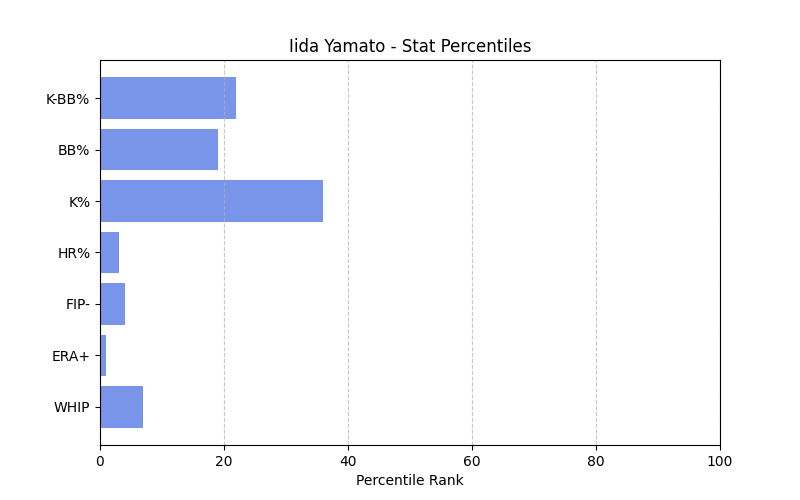 Iida Yamato - Stat Percentiles
K-BB%
BB%
K%
HR%
FIP-
ERA+
WHIP
0 20 40 60 80 100
Percentile Rank